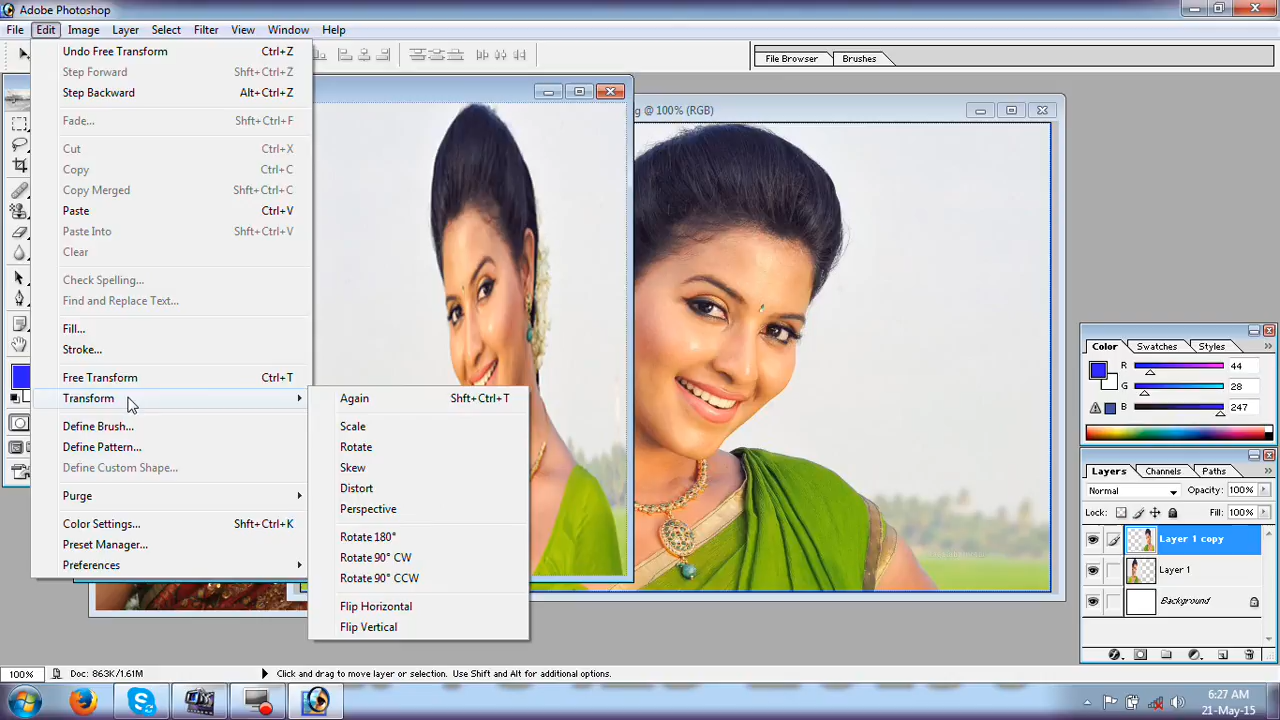 Adobe Photoshop
File Edit Image Layer Select Filter View Window Help
File Browser Brushes
Undo Free Transform Ctrl+Z
Step Forward Shft+Ctrl+Z
Step Backward Alt+Ctrl+Z
Fade... Shft+Ctrl+F
Cut Ctrl+X
Copy Ctrl+C
Copy Merged Shft+Ctrl+C
Paste Ctrl+V
Paste Into Shft+Ctrl+V
Clear
Check Spelling...
Find and Replace Text...
Fill...
Stroke...
Free Transform Ctrl+T
Transform
Define Brush...
Define Pattern...
Define Custom Shape...
Purge
Color Settings... Shft+Ctrl+K
Preset Manager...
Preferences
Again Shft+Ctrl+T
Scale
Rotate
Skew
Distort
Perspective
Rotate 180°
Rotate 90° CW
Rotate 90° CCW
Flip Horizontal
Flip Vertical
g @ 100% (RGB)
Color Swatches Styles
R 44
G 28
B 247
Layers Channels Paths
Normal Opacity: 100%
Lock: Fill: 100%
Layer 1 copy
Layer 1
Background
100% Doc: 863K/1.61M Click and drag to move layer or selection. Use Shift and Alt for additional options.
6:27 AM
21-May-15